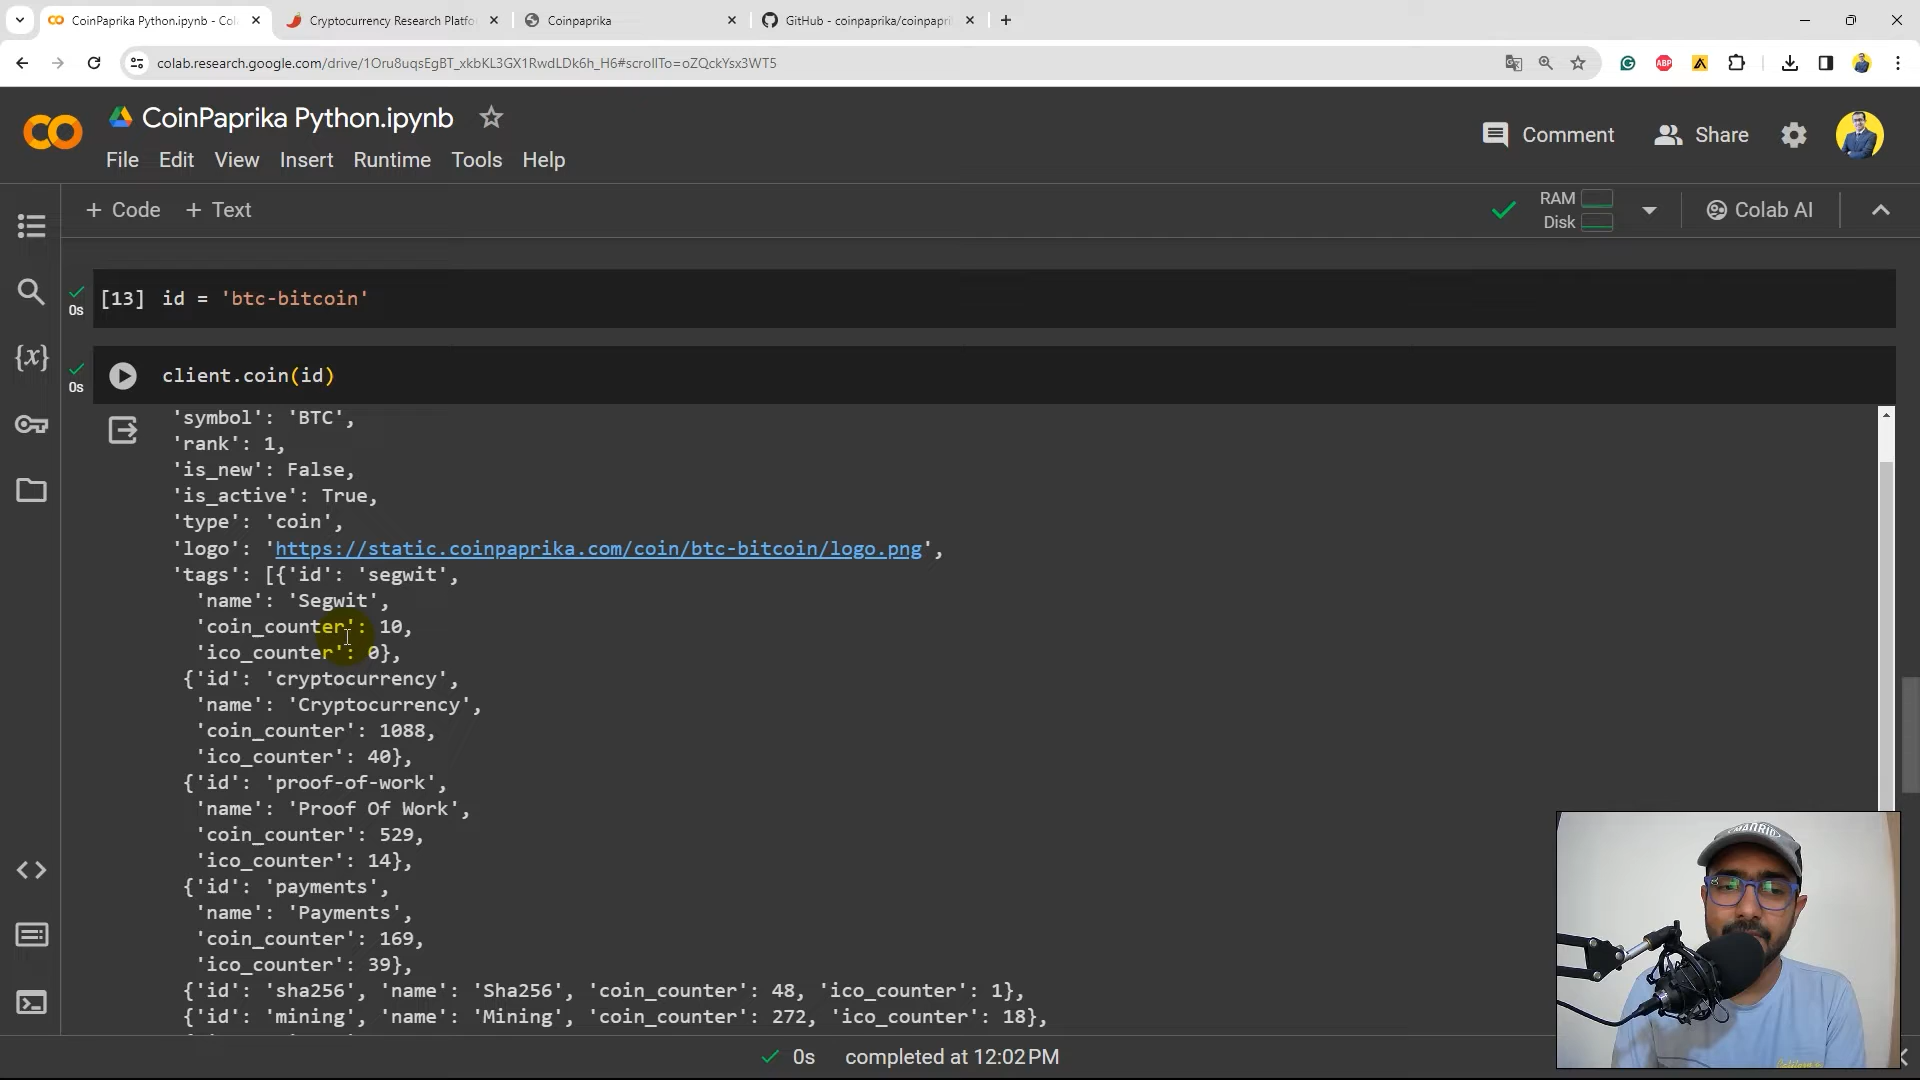 CoinPaprika Python.ipynb - Col
Cryptocurrency Research Platfo
Coinpaprika
GitHub - coinpaprika/coinpapri
colab.research.google.com/drive/1Oru8uqsEgBT_xkbKL3GX1RwdLDk6h_H6#scrollTo=oZQckYsx3WT5
ABP
CO
CoinPaprika Python.ipynb
Comment
Share
File Edit View Insert Runtime Tools Help
+ Code + Text
RAM
Disk
Colab AI
[13] id = 'btc-bitcoin'
0s
client.coin(id)
0s
'symbol': 'BTC',
'rank': 1,
'is_new': False,
'is_active': True,
'type': 'coin',
'logo': 'https://static.coinpaprika.com/coin/btc-bitcoin/logo.png',
'tags': [{'id': 'segwit',
'name': 'Segwit',
'coin_counter': 10,
'ico_counter': 0},
{'id': 'cryptocurrency',
'name': 'Cryptocurrency',
'coin_counter': 1088,
'ico_counter': 40},
{'id': 'proof-of-work',
'name': 'Proof Of Work',
'coin_counter': 529,
'ico_counter': 14},
{'id': 'payments',
'name': 'Payments',
'coin_counter': 169,
'ico_counter': 39},
{'id': 'sha256', 'name': 'Sha256', 'coin_counter': 48, 'ico_counter': 1},
{'id': 'mining', 'name': 'Mining', 'coin_counter': 272, 'ico_counter': 18},
0s completed at 12:02 PM